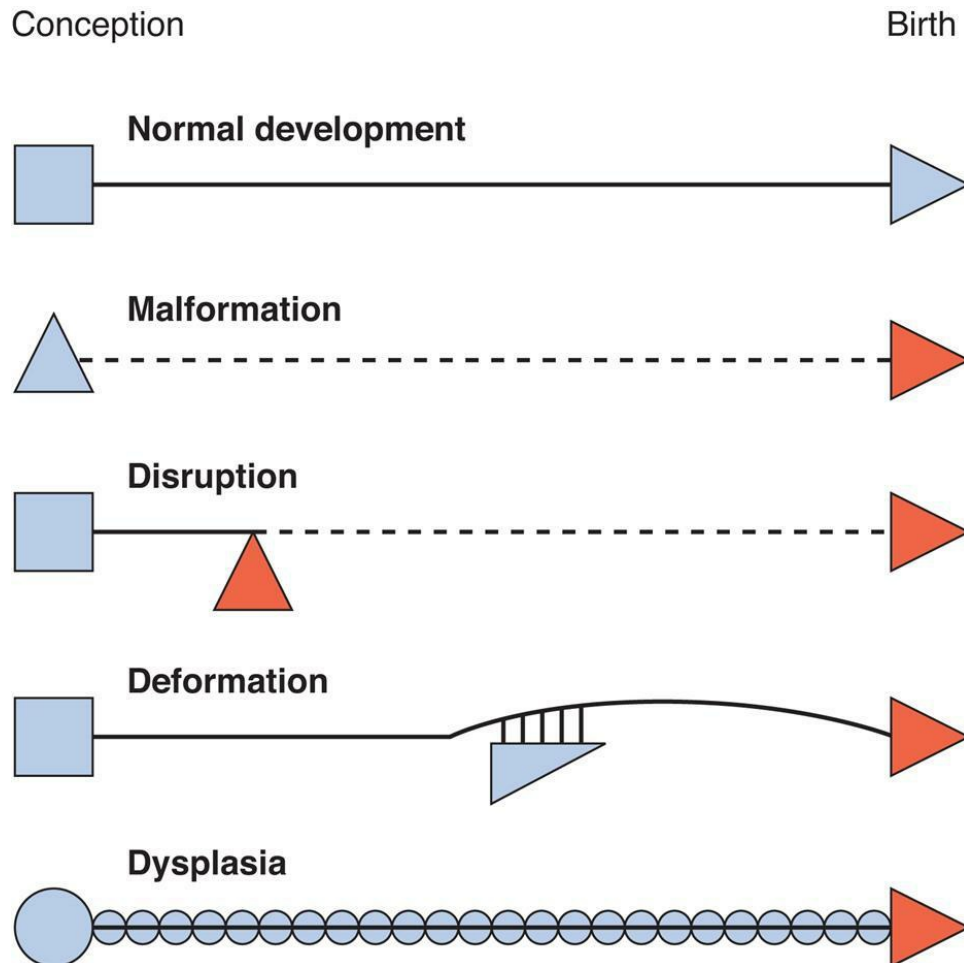 Conception Birth
Normal development
Malformation
Disruption
Deformation
Dysplasia